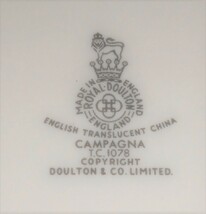 MADE IN ENGLAND
ROYAL DOULTON
ENGLAND
ENGLISH TRANSLUCENT CHINA
CAMPAGNA
T.C. 1078
COPYRIGHT
DOULTON & CO. LIMITED.